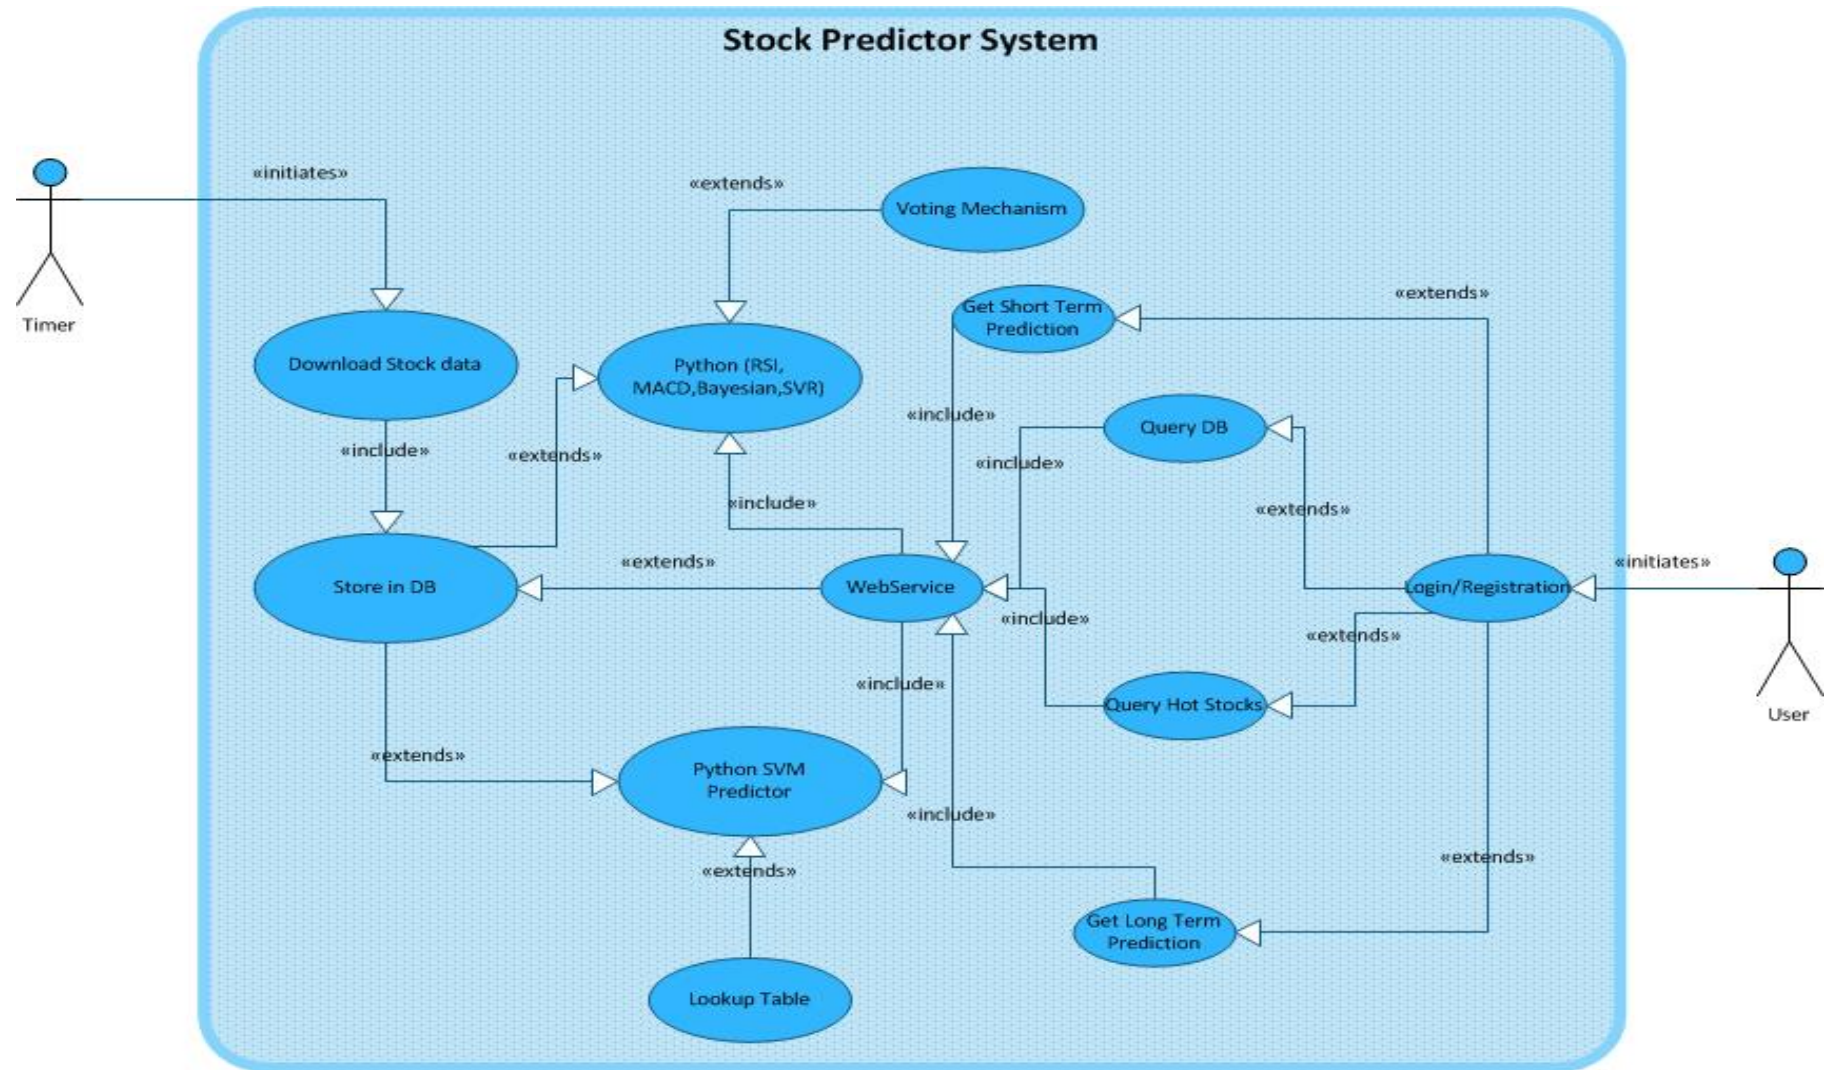 Stock Predictor System
«initiates»
«extends»
Voting Mechanism
Timer
Get Short Term
Prediction
«extends»
Download Stock data
Python (RSI,
MACD,Bayesian,SVR)
«include»
Query DB
«include»
«extends»
«include»
«include»
«extends»
«extends»
Store in DB
WebService
Login/Registration
«initiates»
«include»
«extends»
«include»
Query Hot Stocks
User
«extends»
Python SVM
Predictor
«include»
«extends»
«extends»
Get Long Term
Prediction
Lookup Table